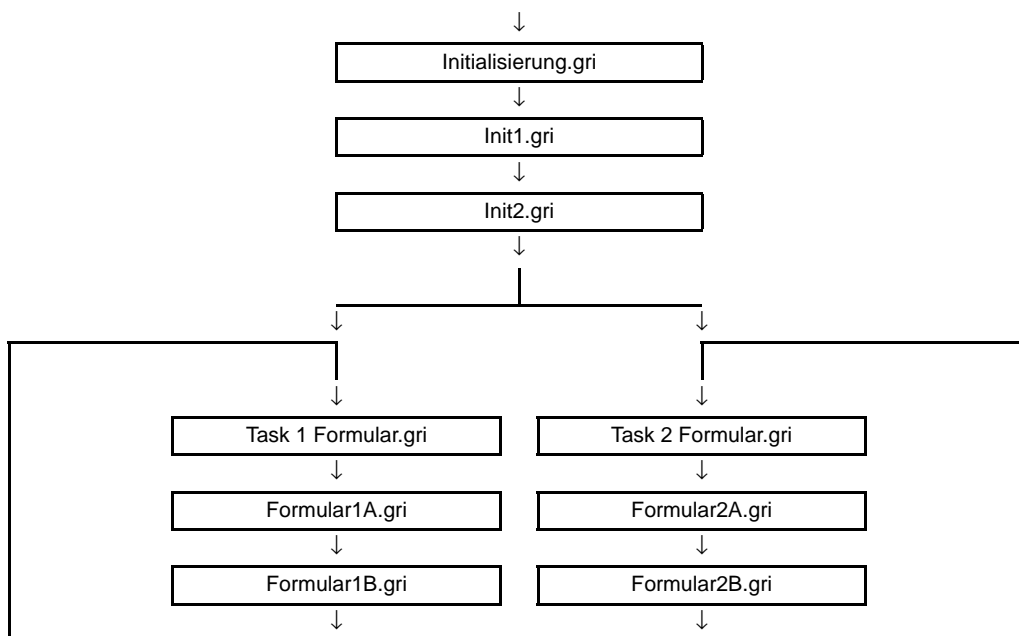 Initialisierung.gri
Init1.gri
Init2.gri
Task 1 Formular.gri
Task 2 Formular.gri
Formular1A.gri
Formular2A.gri
Formular1B.gri
Formular2B.gri